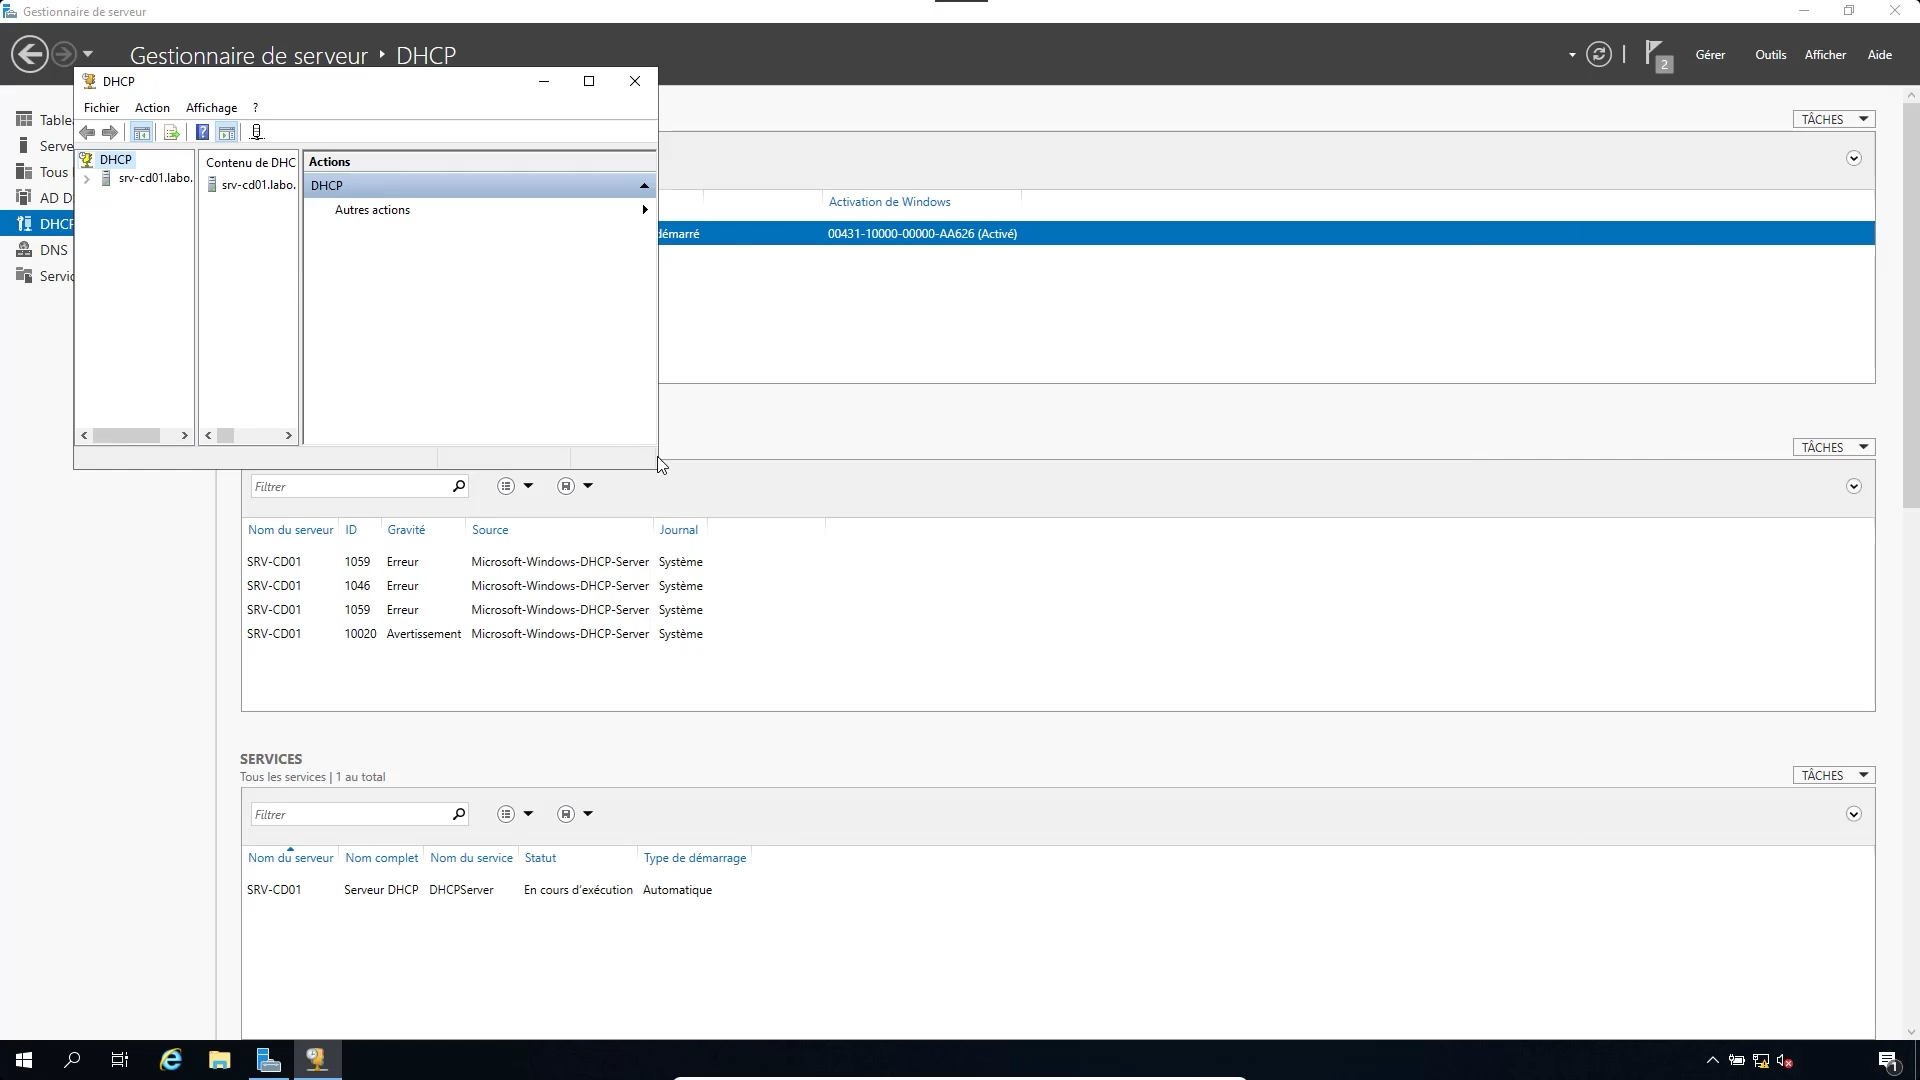 Gestionnaire de serveur
Gestionnaire de serveur ‣ DHCP
2
Gérer
Outils
Afficher
Aide
DHCP
Fichier
Action
Affichage
?
Table
Serve
Tous
AD D
DHCP
DNS
Servic
DHCP
srv-cd01.labo.
Contenu de DHC
srv-cd01.labo.
Actions
DHCP
Autres actions
TÂCHES
Activation de Windows
démarré
00431-10000-00000-AA626 (Activé)
TÂCHES
Filtrer
Nom du serveur ID Gravité Source Journal
SRV-CD01 1059 Erreur Microsoft-Windows-DHCP-Server Système
SRV-CD01 1046 Erreur Microsoft-Windows-DHCP-Server Système
SRV-CD01 1059 Erreur Microsoft-Windows-DHCP-Server Système
SRV-CD01 10020 Avertissement Microsoft-Windows-DHCP-Server Système
SERVICES
Tous les services | 1 au total
TÂCHES
Filtrer
Nom du serveur Nom complet Nom du service Statut Type de démarrage
SRV-CD01 Serveur DHCP DHCPServer En cours d'exécution Automatique
1